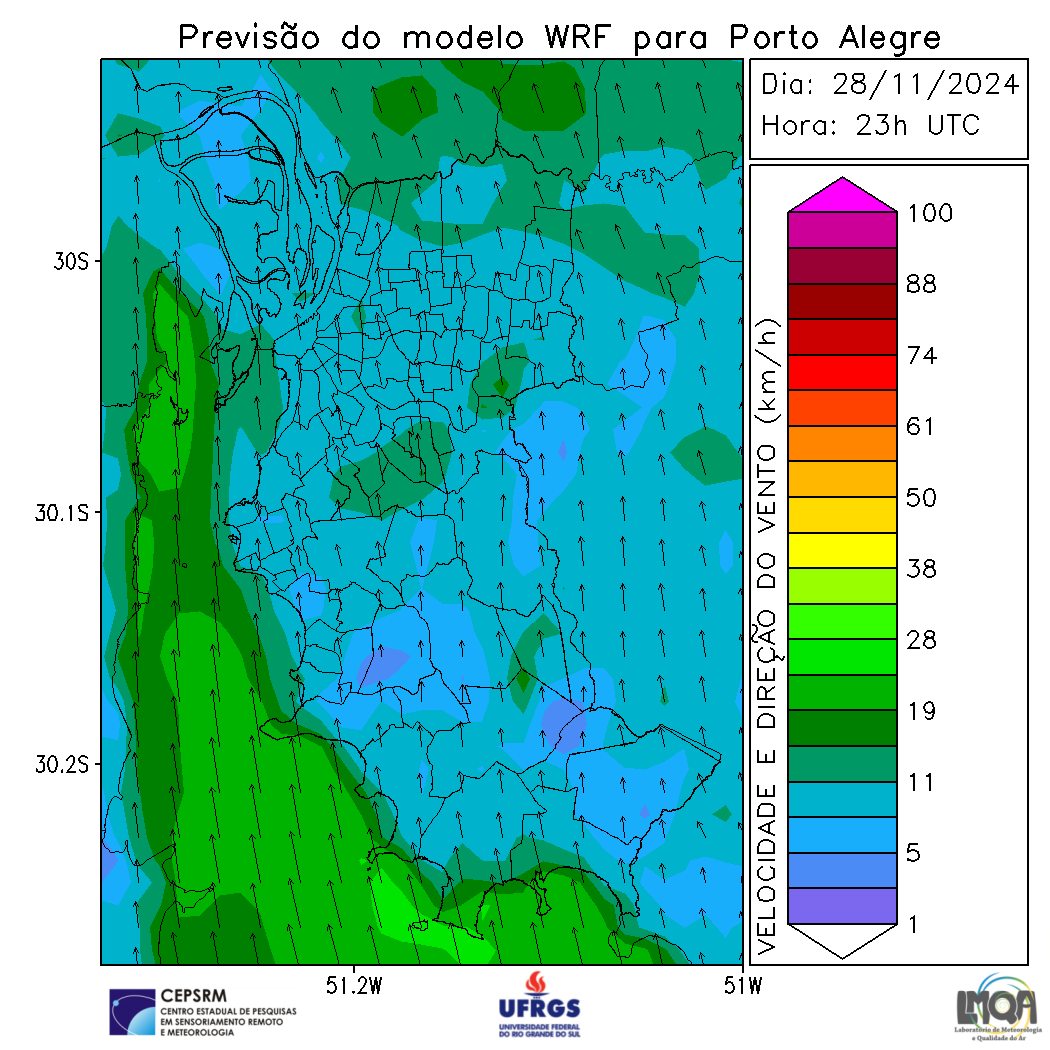 Previsão do modelo WRF para Porto Alegre
Dia: 28/11/2024
Hora: 23h UTC
30S
30.1S
30.2S
51.2W
51W
VELOCIDADE E DIREÇÃO DO VENTO (km/h)
100
88
74
61
50
38
28
19
11
5
1
CEPSRM
CENTRO ESTADUAL DE PESQUISAS
EM SENSORIAMENTO REMOTO
E METEOROLOGIA
UFRGS
UNIVERSIDADE FEDERAL
DO RIO GRANDE DO SUL
LMQA
Laboratório de Meteorologia
e Qualidade do Ar